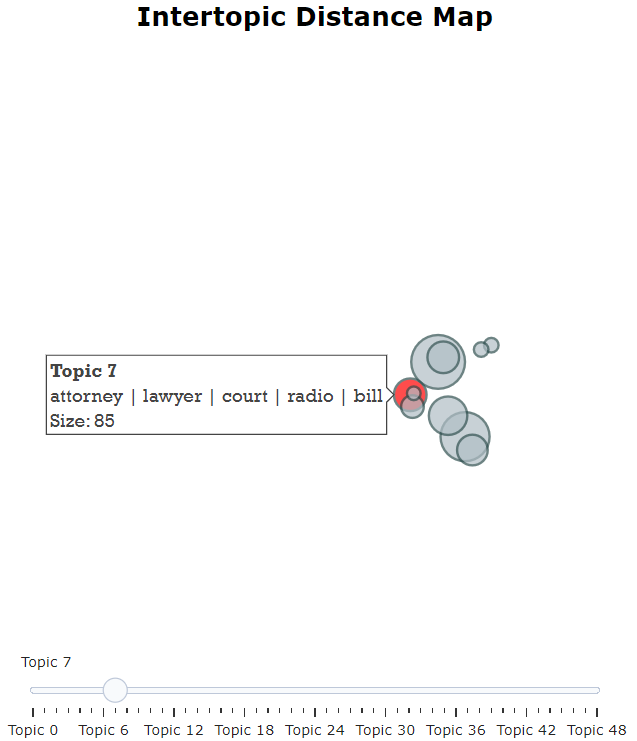 Intertopic Distance Map
Topic 7
attorney | lawyer | court | radio | bill
Size: 85
Topic 7
Topic 0 Topic 6 Topic 12 Topic 18 Topic 24 Topic 30 Topic 36 Topic 42 Topic 48